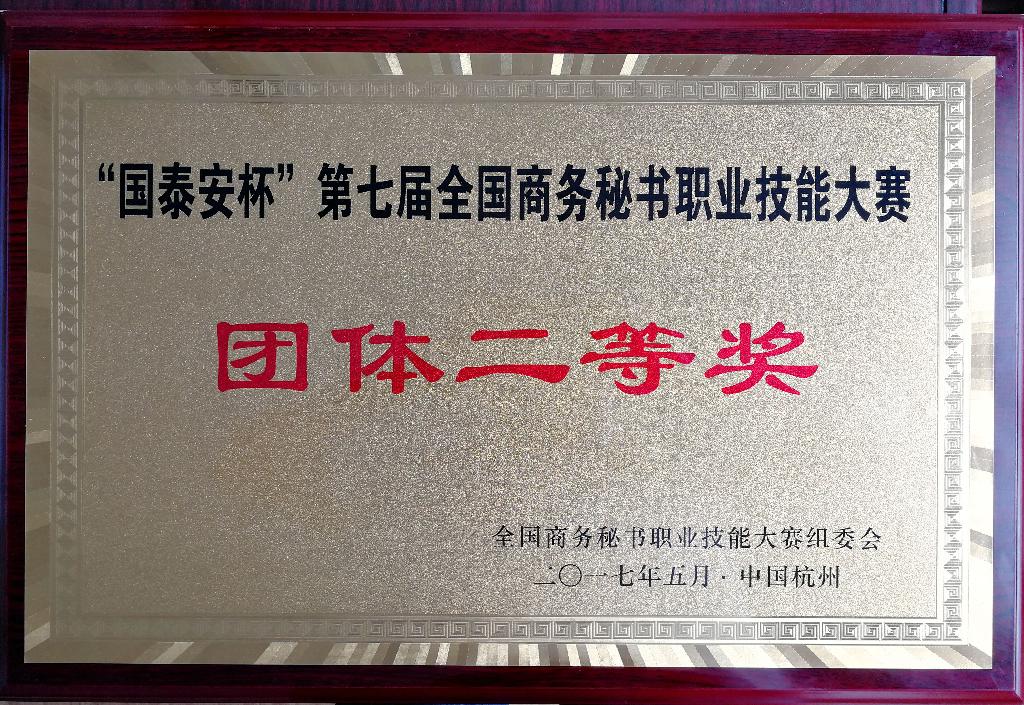 “国泰安杯”第七届全国商务秘书职业技能大赛
团体二等奖
全国商务秘书职业技能大赛组委会
二〇一七年五月·中国杭州